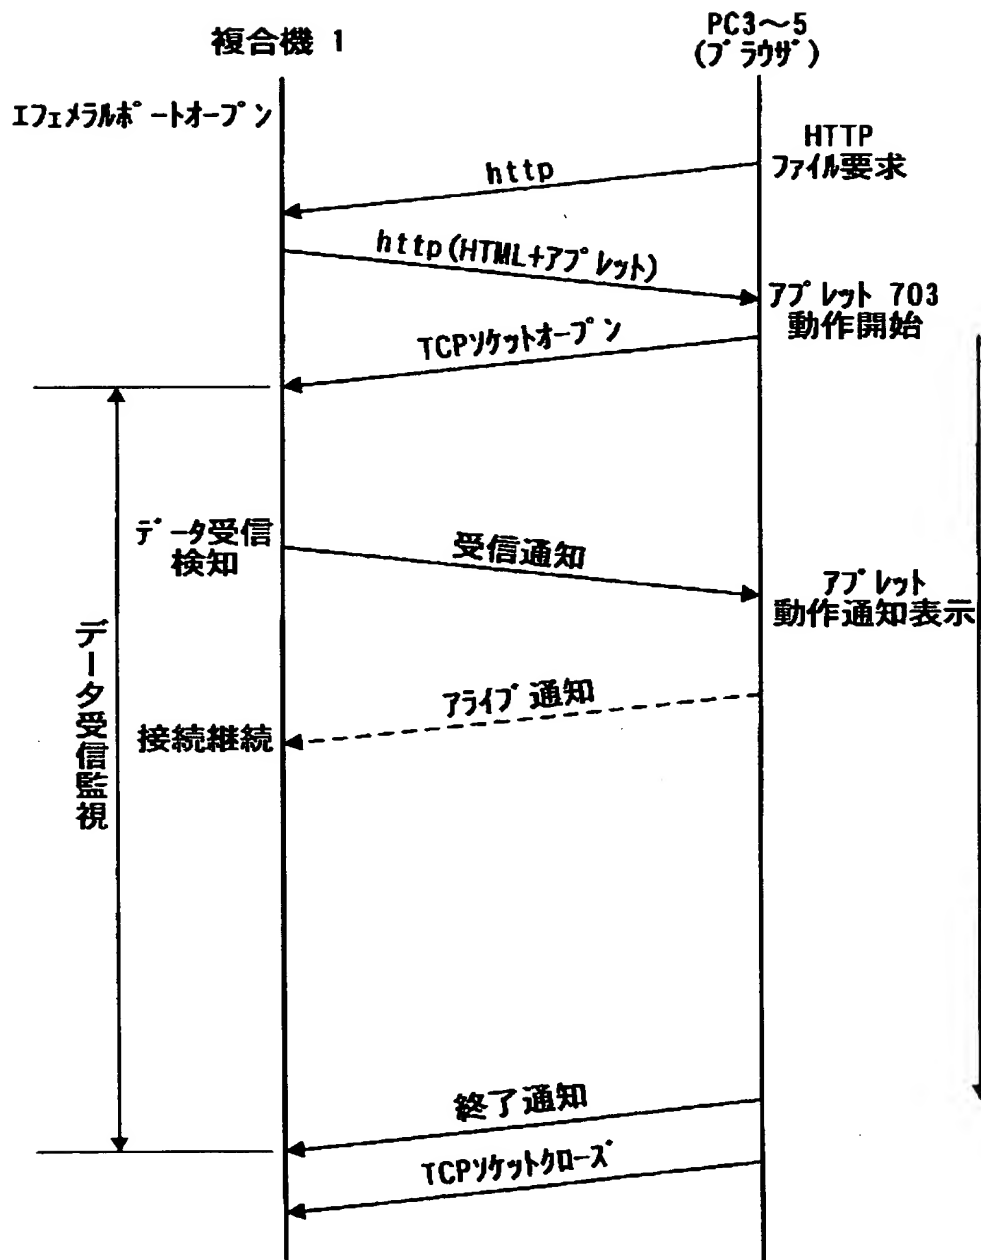 複合機 1
PC3～5
(ﾌﾞﾗｳｻﾞ)
ｴﾌｪﾒﾗﾙﾎﾟｰﾄｵｰﾌﾟﾝ
HTTP
ﾌｧｲﾙ要求
http
http(HTML+ｱﾌﾟﾚｯﾄ)
ｱﾌﾟﾚｯﾄ 703
動作開始
TCPｿｹｯﾄｵｰﾌﾟﾝ
ﾃﾞｰﾀ受信
検知
受信通知
ｱﾌﾟﾚｯﾄ
動作通知表示
データ受信監視
ｱﾗｲﾌﾞ通知
接続継続
終了通知
TCPｿｹｯﾄｸﾛｰｽﾞ